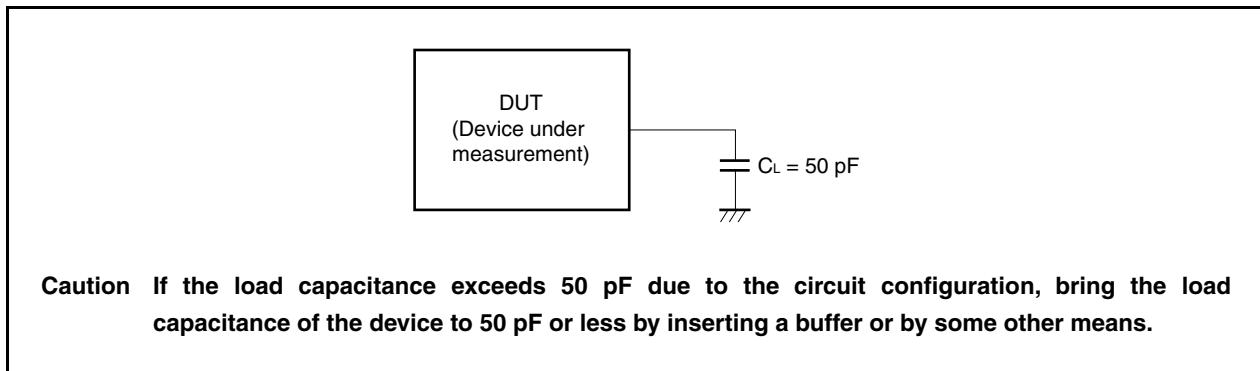 DUT
(Device under
measurement)
CL = 50 pF
Caution If the load capacitance exceeds 50 pF due to the circuit configuration, bring the load
capacitance of the device to 50 pF or less by inserting a buffer or by some other means.